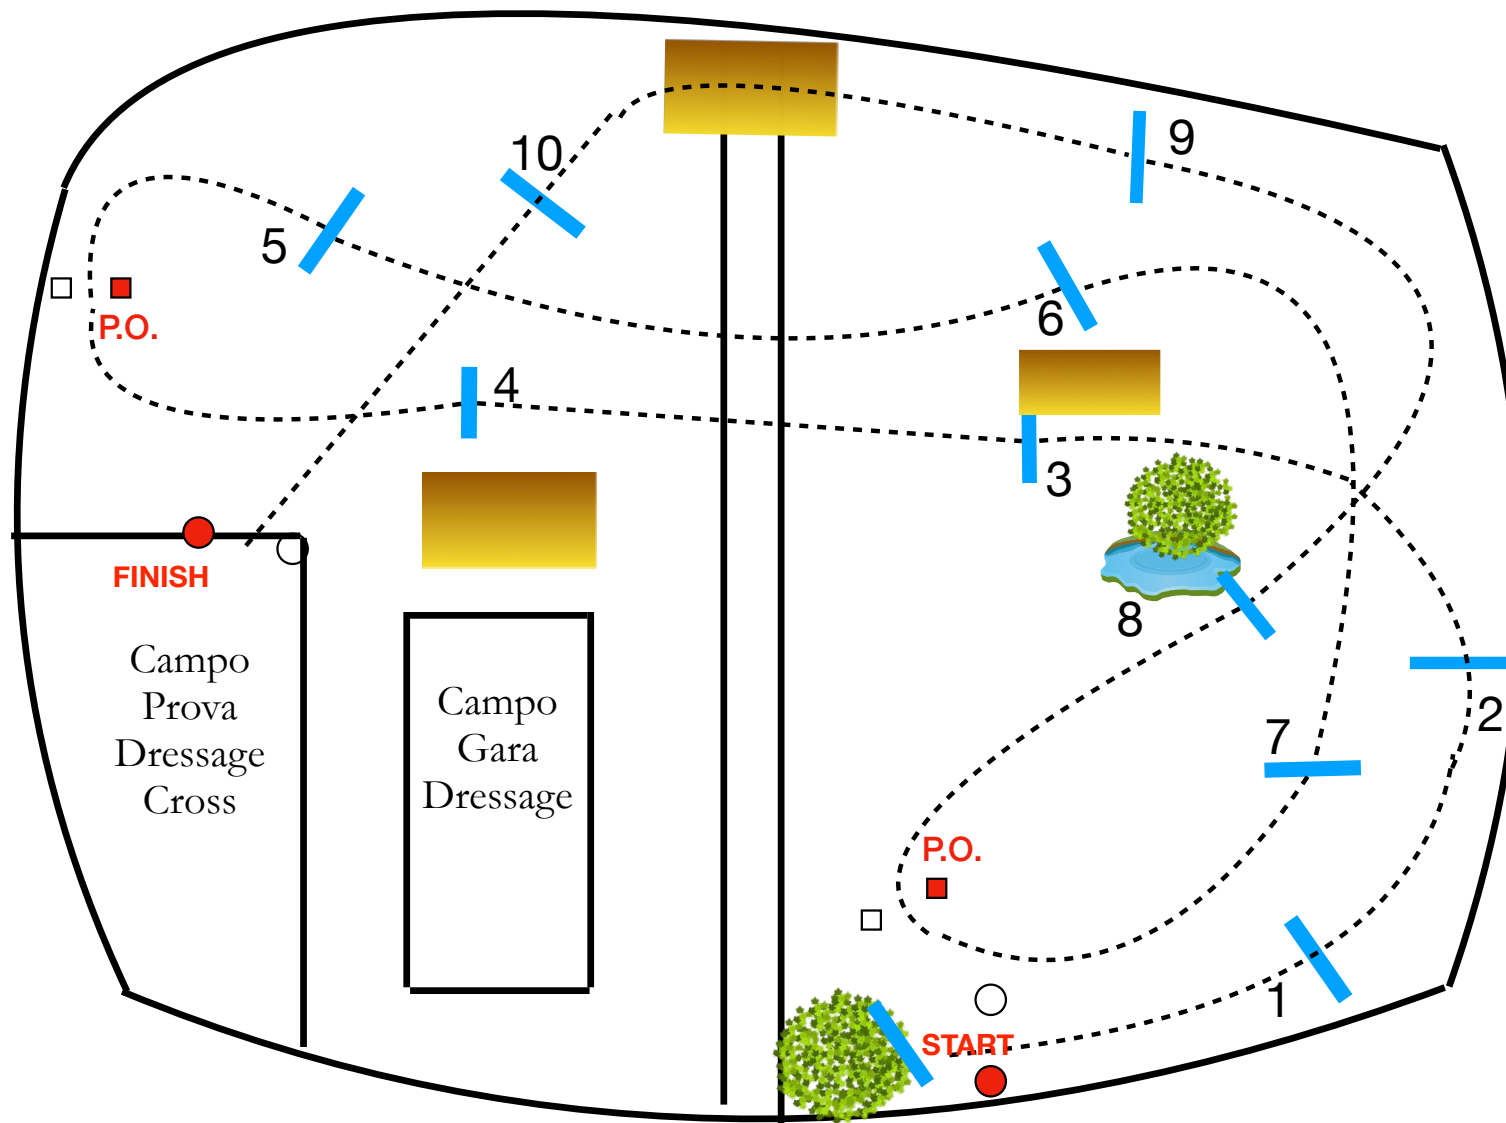 9
10
5
6
P.O.
4
3
FINISH
8
Campo
Prova
Dressage
Cross
Campo
Gara
Dressage
2
7
P.O.
1
START